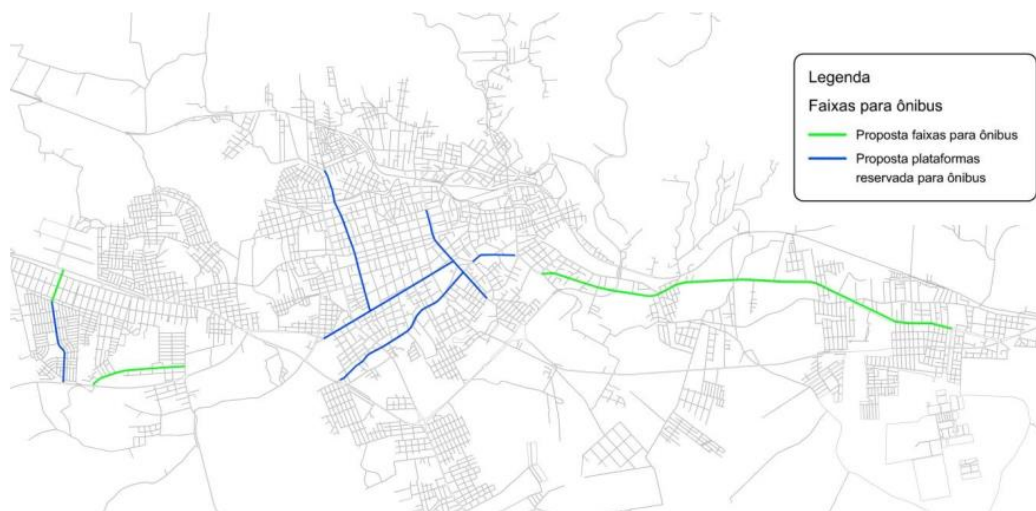 Legenda
Faixas para ônibus
Proposta faixas para ônibus
Proposta plataformas
reservada para ônibus